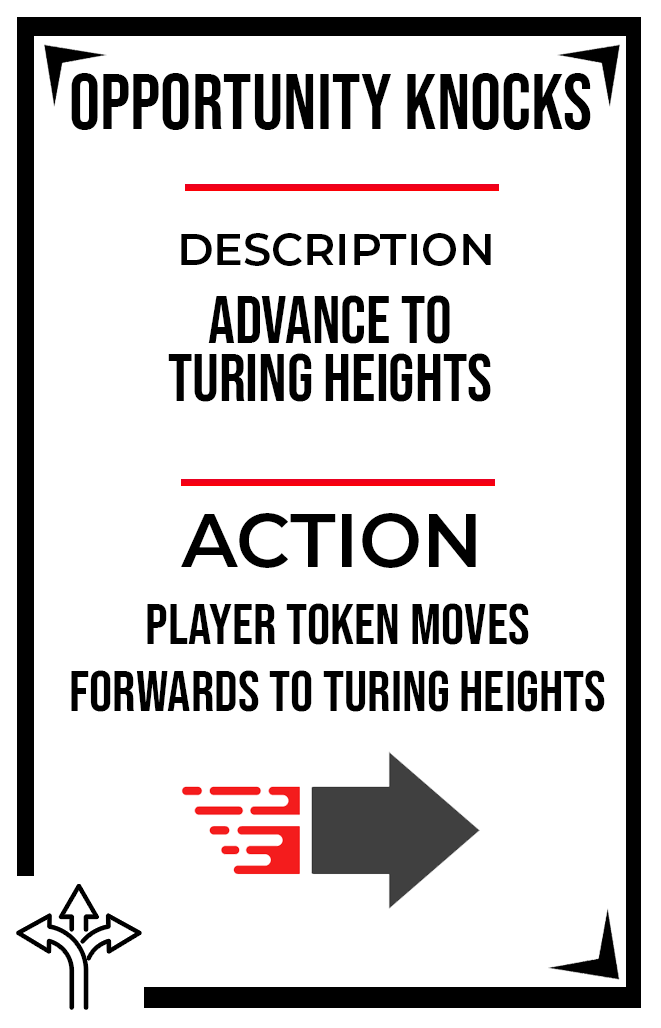 OPPORTUNITY KNOCKS
DESCRIPTION
ADVANCE TO
TURING HEIGHTS
ACTION
PLAYER TOKEN MOVES
FORWARDS TO TURING HEIGHTS